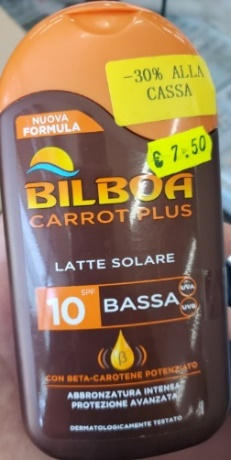 NUOVA
FORMULA
-30% ALLA
CASSA
€ 7.50
BILBOA
CARROT PLUS
LATTE SOLARE
SPF
10 BASSA
UVA
UVB
β
CON BETA-CAROTENE POTENZIATO
ABBRONZATURA INTENSA
PROTEZIONE AVANZATA
DERMATOLOGICAMENTE TESTATO